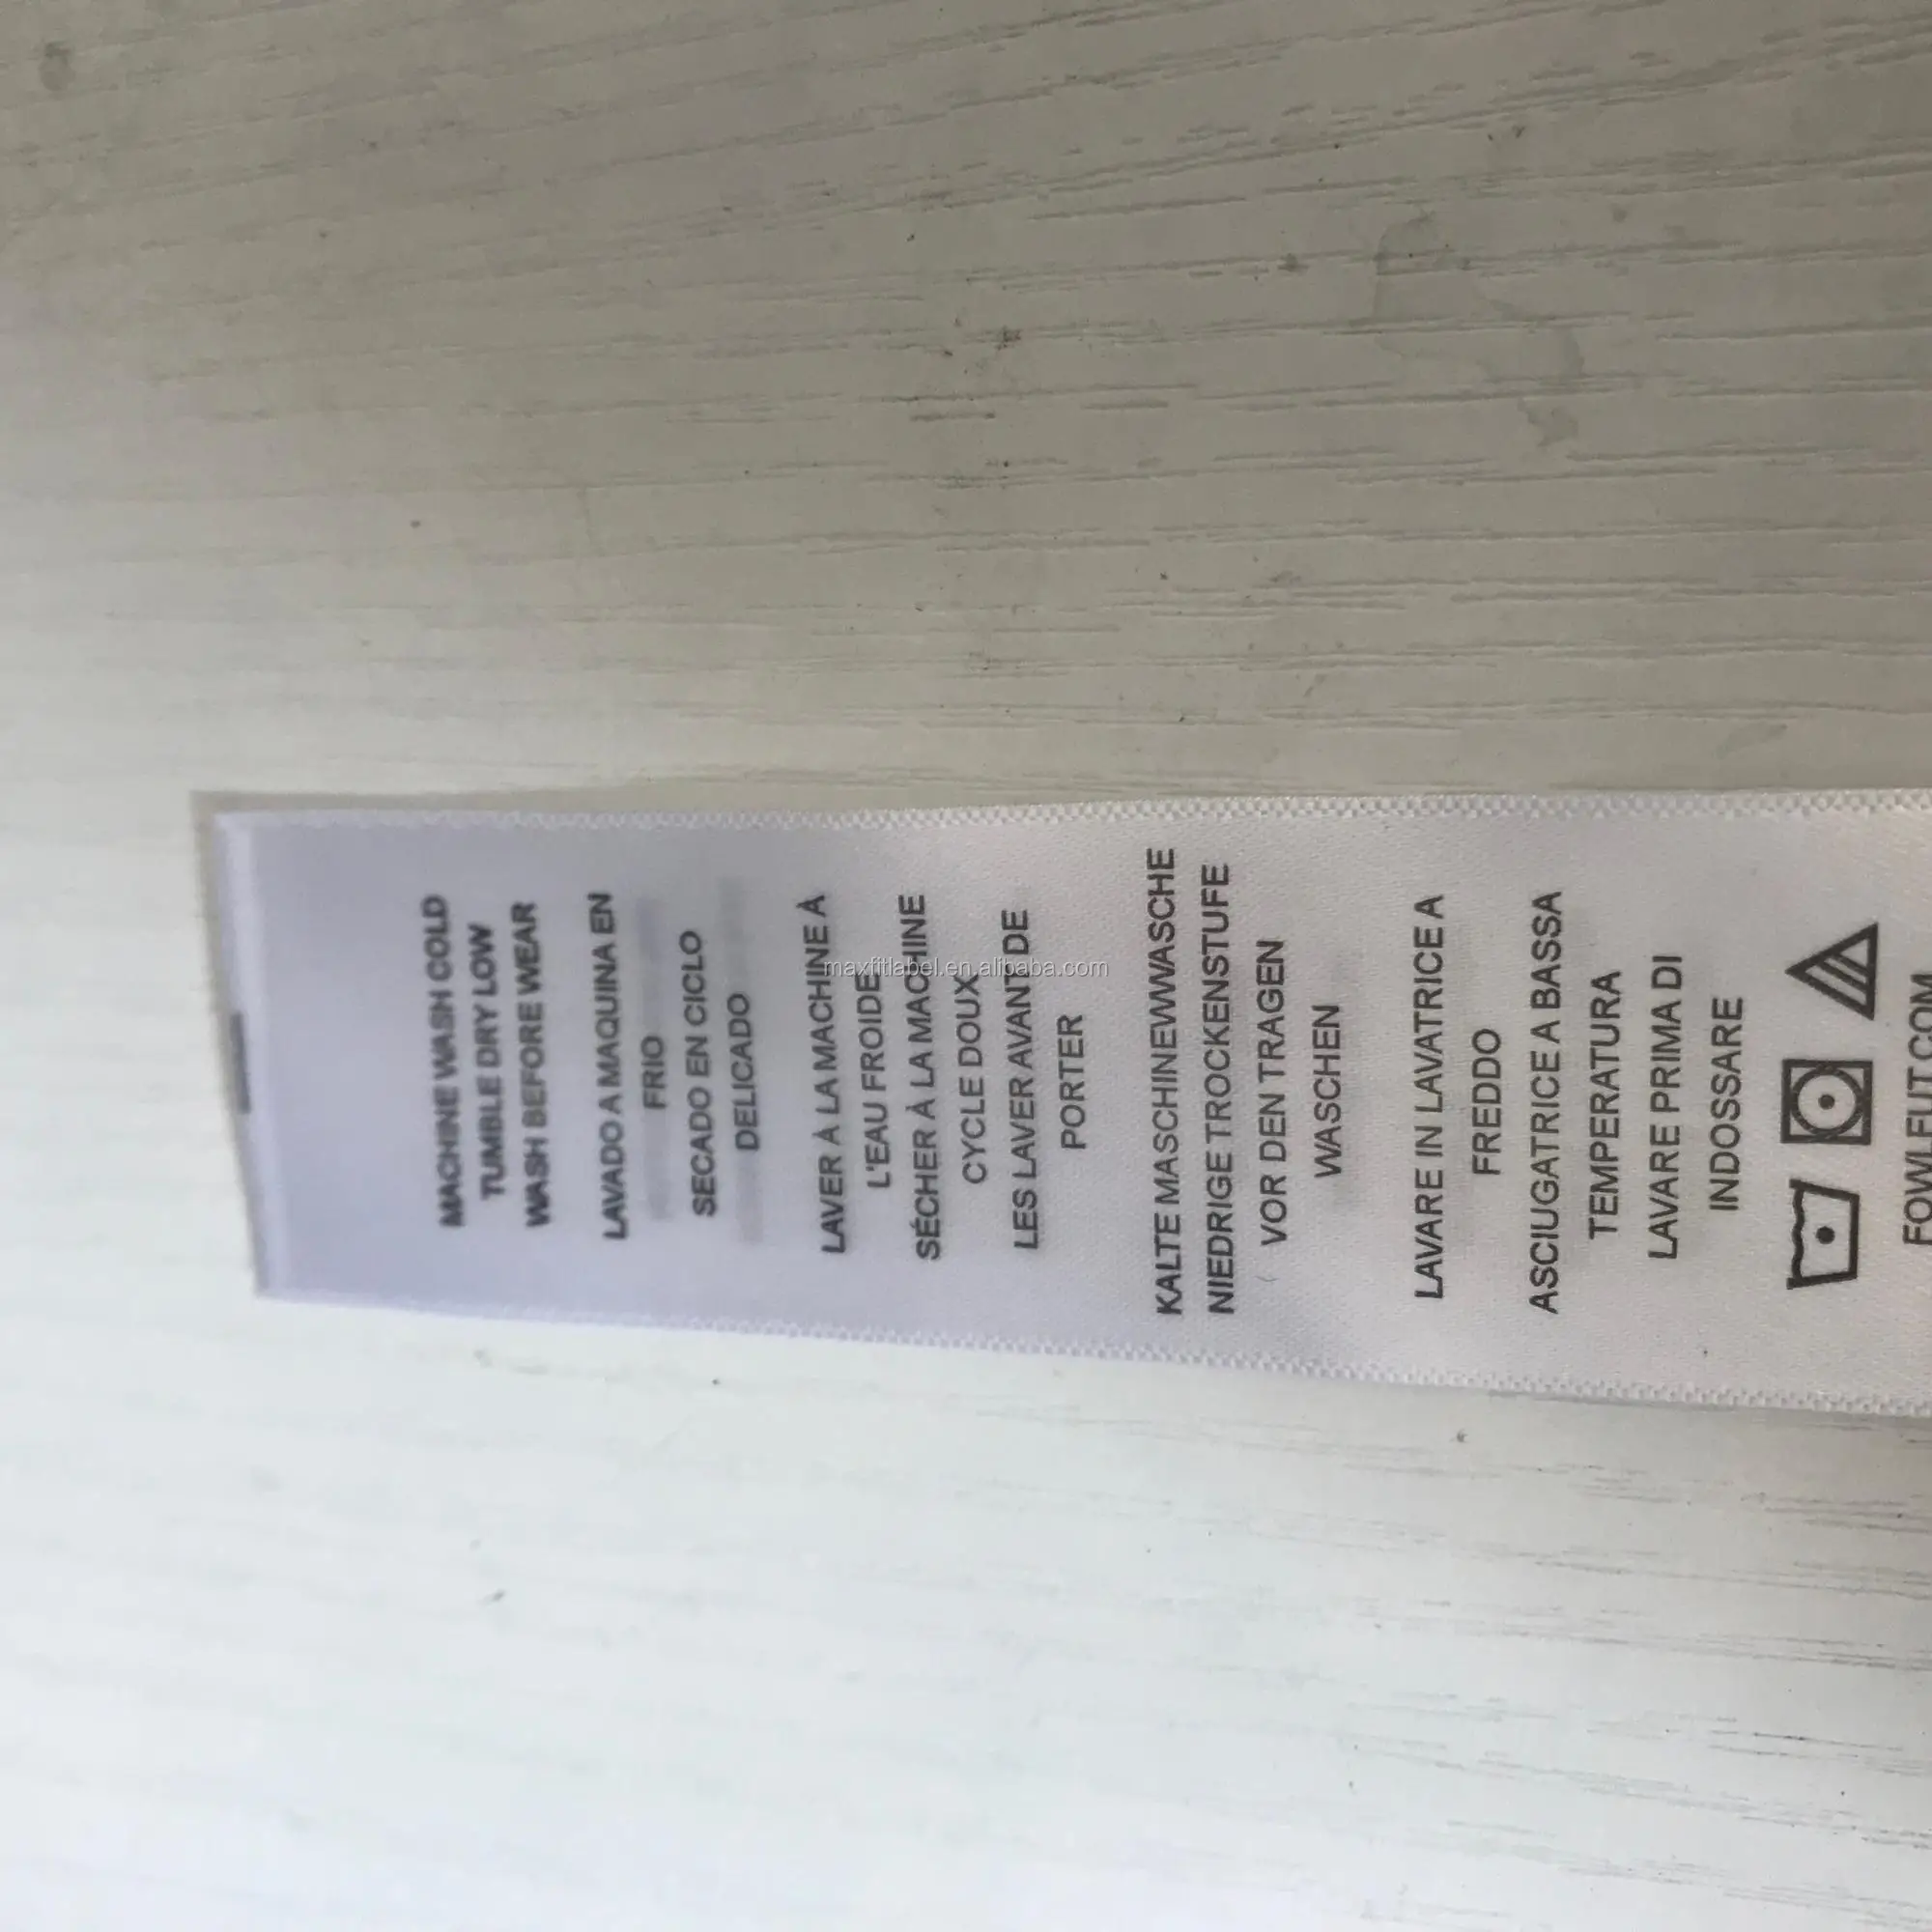 MACHINE WASH COLD
TUMBLE DRY LOW
WASH BEFORE WEAR
LAVADO A MAQUINA EN
FRIO
SECADO EN CICLO
DELICADO
LAVER À LA MACHINE À
L'EAU FROIDE
SÉCHER À LA MACHINE
CYCLE DOUX
LES LAVER AVANT DE
PORTER
KALTE MASCHINEWWASCHE
NIEDRIGE TROCKENSTUFE
VOR DEN TRAGEN
WASCHEN
LAVARE IN LAVATRICE A
FREDDO
ASCIUGATRICE A BASSA
TEMPERATURA
LAVARE PRIMA DI
INDOSSARE
maxfitlabel.en.alibaba.com